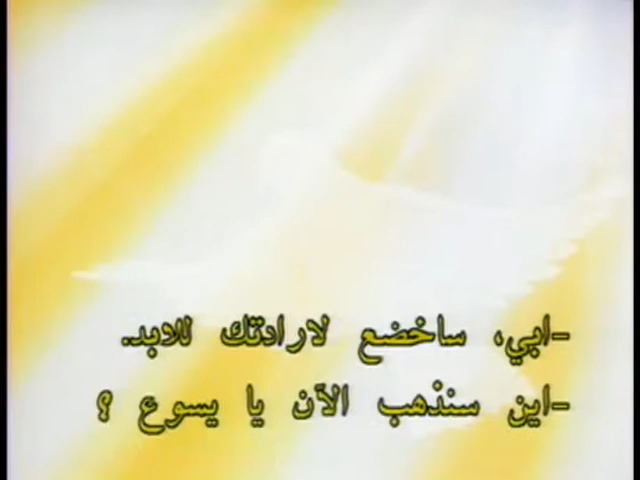 -ابي، ساخضع لارادتك للابد.
-اين سنذهب الآن يا يسوع ؟